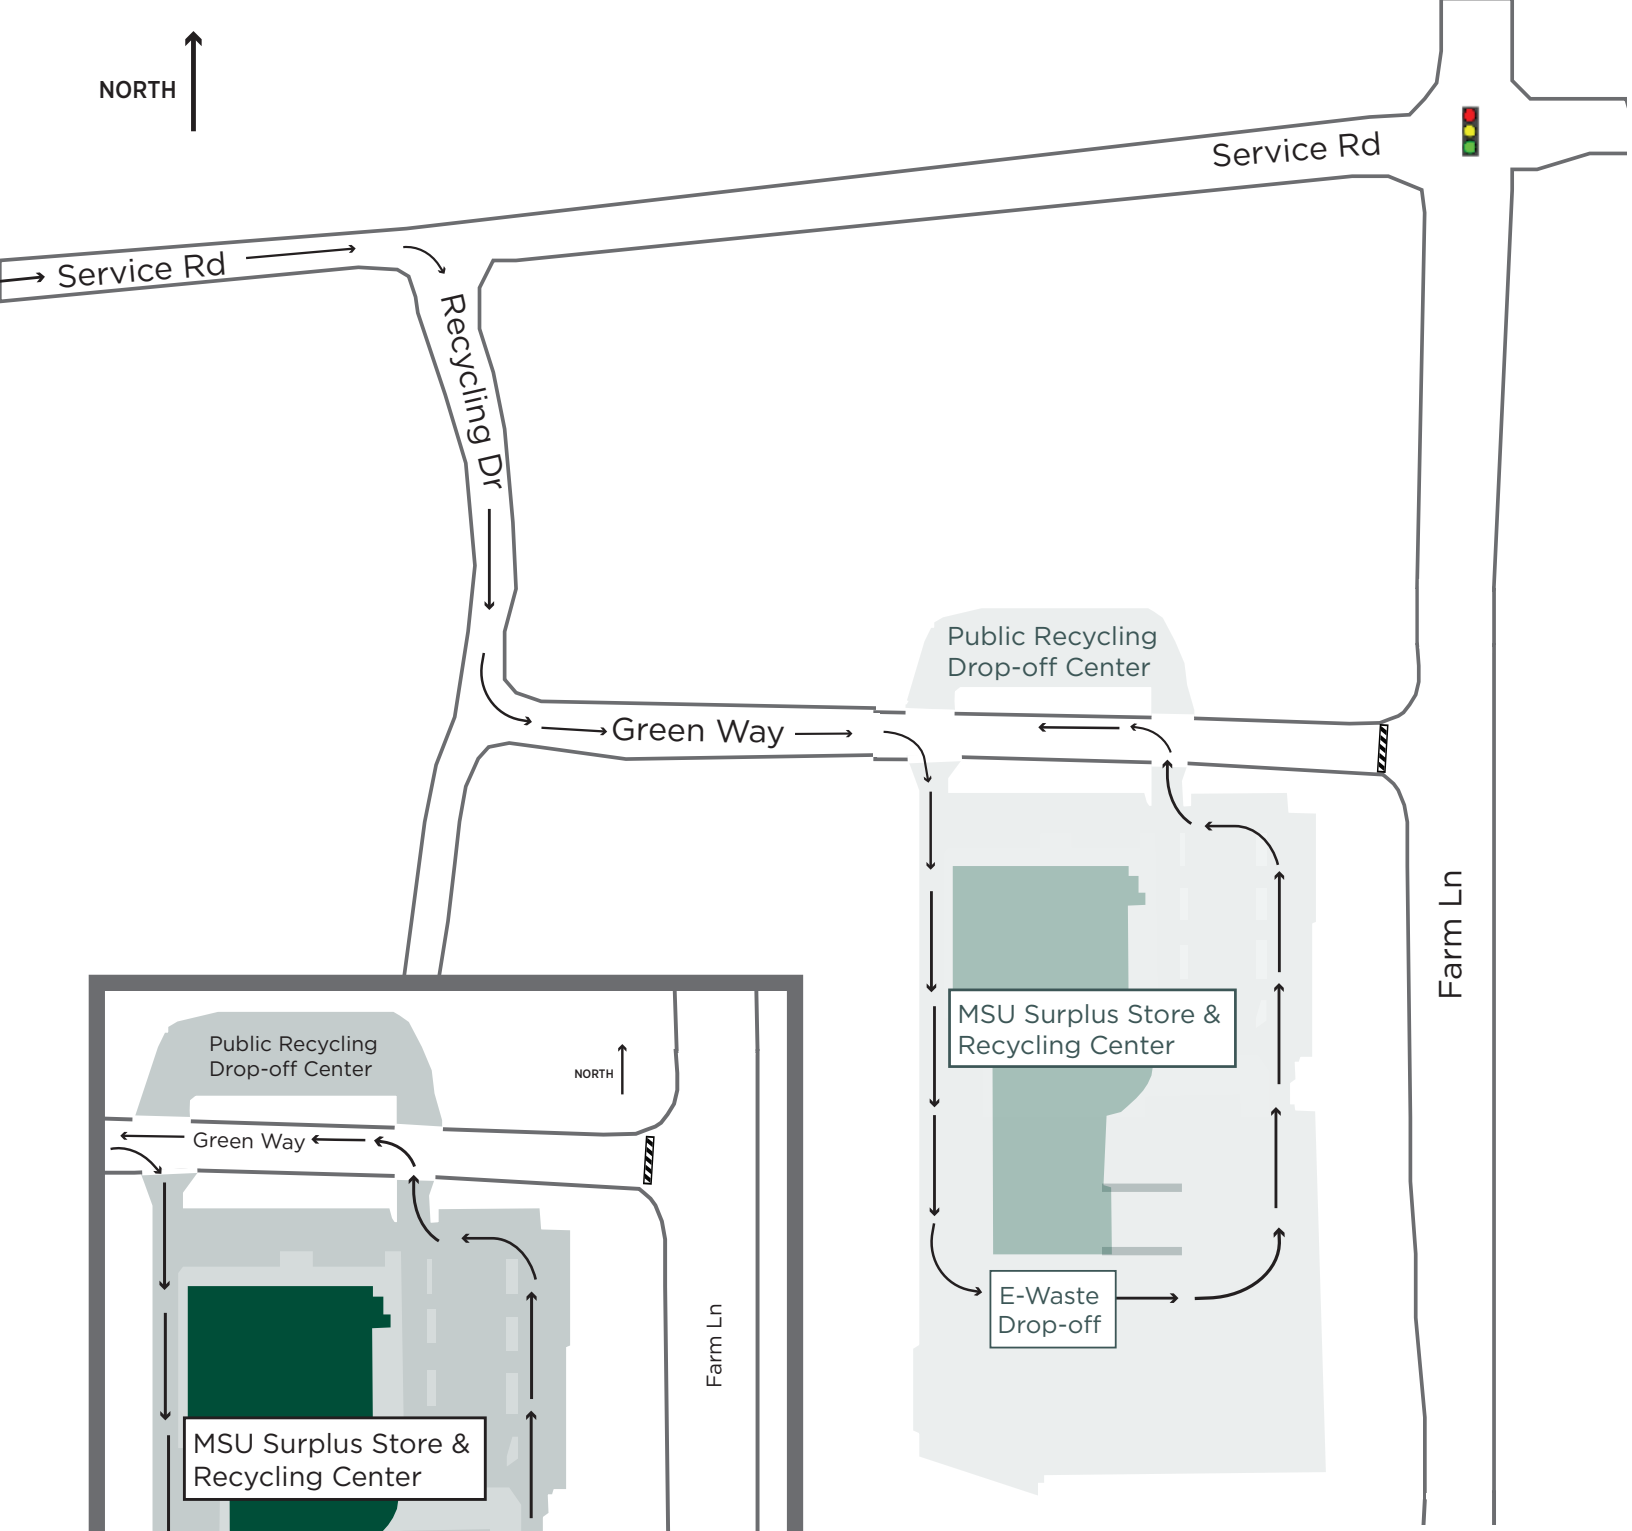 NORTH
Service Rd
Service Rd
Recycling Dr
Public Recycling
Drop-off Center
Green Way
Farm Ln
MSU Surplus Store &
Recycling Center
E-Waste
Drop-off
Public Recycling
Drop-off Center
NORTH
Green Way
Farm Ln
MSU Surplus Store &
Recycling Center